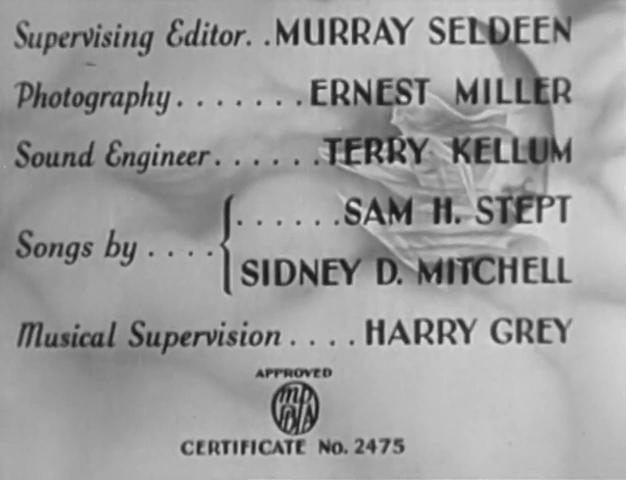 Supervising Editor. .MURRAY SELDEEN
Photography.......ERNEST MILLER
Sound Engineer......TERRY KELLUM
Songs by ....{......SAM H. STEPT
SIDNEY D. MITCHELL
Musical Supervision....HARRY GREY
APPROVED
MPPDA
CERTIFICATE No. 2475